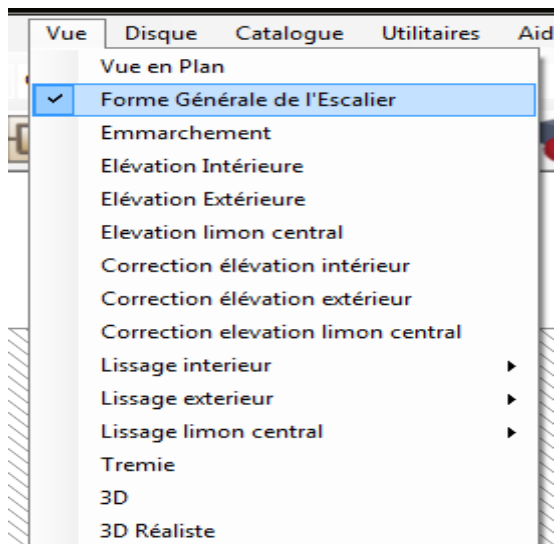 Vue Disque Catalogue Utilitaires Aid
Vue en Plan
Forme Générale de l'Escalier
Emmarchement
Elévation Intérieure
Elévation Extérieure
Elevation limon central
Correction élévation intérieur
Correction élévation extérieur
Correction elevation limon central
Lissage interieur
Lissage exterieur
Lissage limon central
Tremie
3D
3D Réaliste